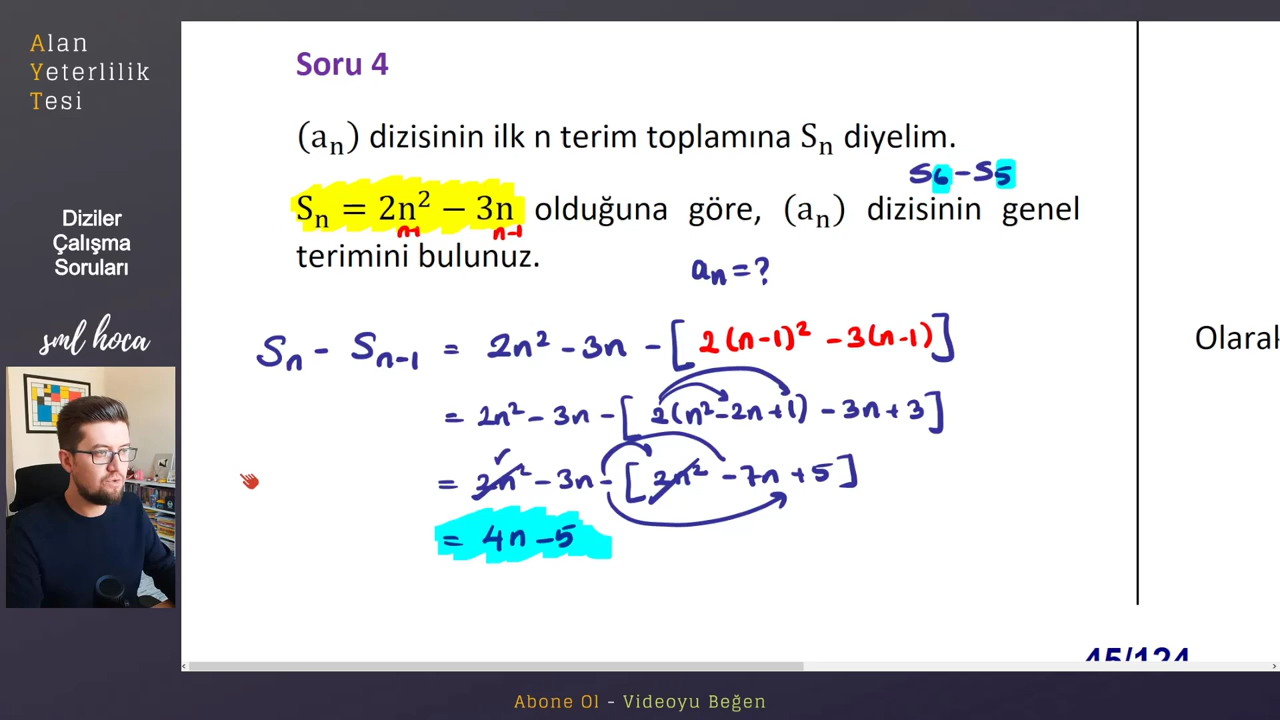 Alan
Yeterlilik
Tesi
Diziler
Çalışma
Soruları
sml hoca
Soru 4
(aₙ) dizisinin ilk n terim toplamına Sₙ diyelim.
S6 - S5
Sₙ = 2n² − 3n olduğuna göre, (aₙ) dizisinin genel
n-1 n-1
terimini bulunuz.
aₙ = ?
Sₙ - Sₙ₋₁ = 2n² - 3n - [2(n-1)² - 3(n-1)]
= 2n² - 3n - [2(n² - 2n + 1) - 3n + 3]
= 2n² - 3n - [2n² - 7n + 5]
= 4n - 5
Olarak
45/124
Abone Ol - Videoyu Beğen